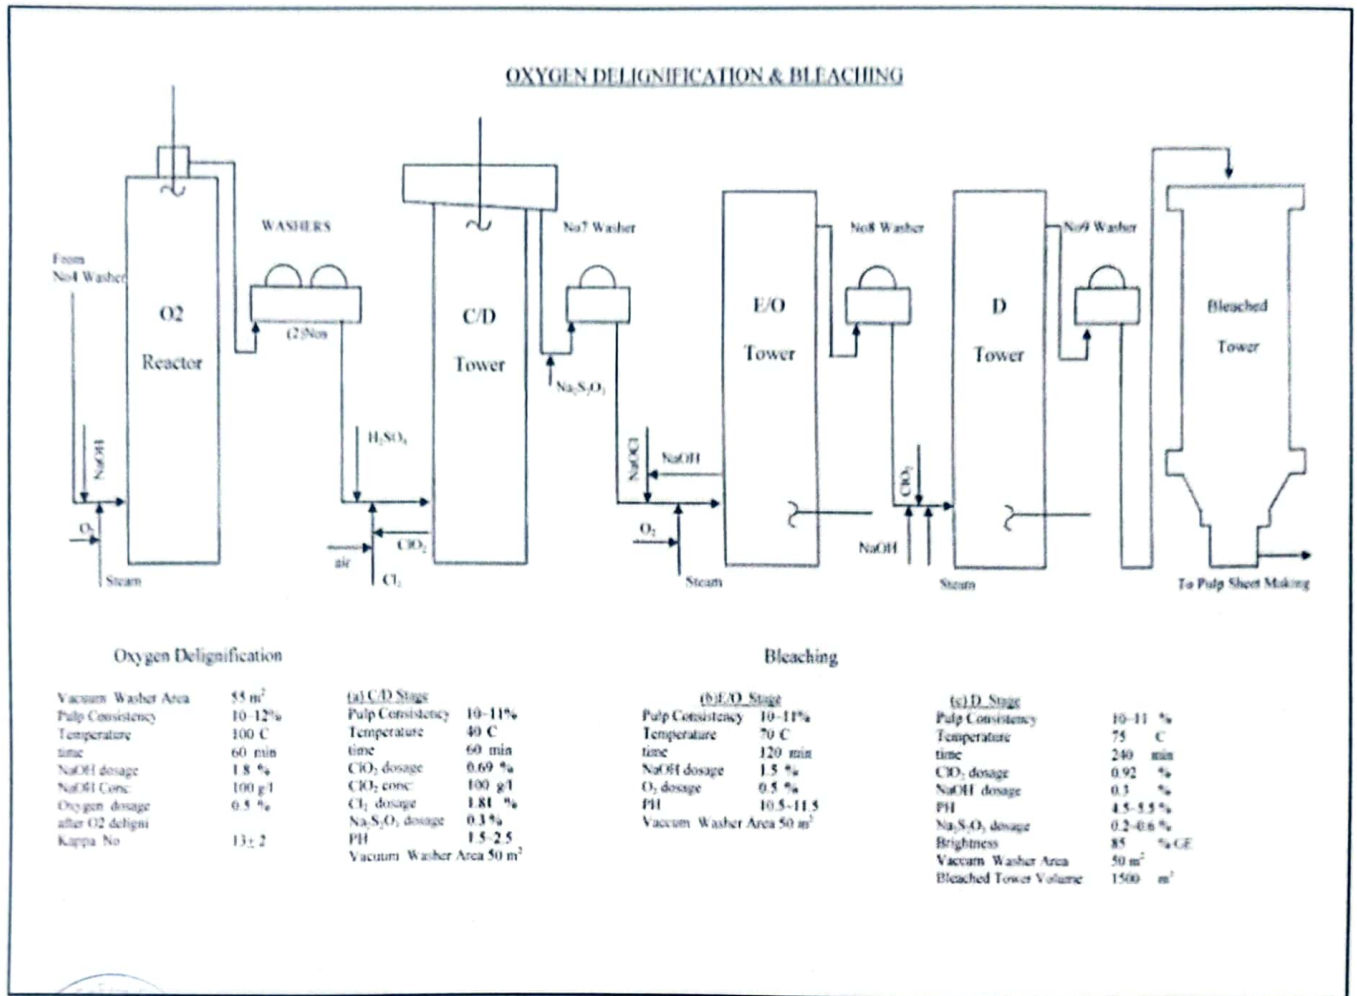 OXYGEN DELIGNIFICATION & BLEACHING
From
No4 Washer
WASHERS
(2)Nos
No7 Washer
No8 Washer
No9 Washer
O2
Reactor
C/D
Tower
E/O
Tower
D
Tower
Bleached
Tower
NaOH
O₂
Steam
H₂SO₄
ClO₂
air
Cl₂
Na₂S₂O₃
NaOCl
NaOH
O₂
Steam
ClO₂
NaOH
Steam
To Pulp Sheet Making
Oxygen Delignification
Vacuum Washer Area 55 m²
Pulp Consistency 10-12%
Temperature 100 C
time 60 min
NaOH dosage 1.8 %
NaOH Conc 100 g/l
Oxygen dosage 0.5 %
after O2 deligni
Kappa No 13± 2
Bleaching
(a) C/D Stage
Pulp Consistency 10-11%
Temperature 40 C
time 60 min
ClO₂ dosage 0.69 %
ClO₂ conc 100 g/l
Cl₂ dosage 1.81 %
Na₂S₂O₃ dosage 0.3%
PH 1.5-2.5
Vacuum Washer Area 50 m²
(b)E/O Stage
Pulp Consistency 10-11%
Temperature 70 C
time 120 min
NaOH dosage 1.5 %
O₂ dosage 0.5 %
PH 10.5-11.5
Vaccum Washer Area 50 m²
(c) D Stage
Pulp Consistency 10-11 %
Temperature 75 C
time 240 min
ClO₂ dosage 0.92 %
NaOH dosage 0.3 %
PH 4.5-5.5 %
Na₂S₂O₃ dosage 0.2-0.6 %
Brightness 85 % GE
Vaccum Washer Area 50 m²
Bleached Tower Volume 1500 m²